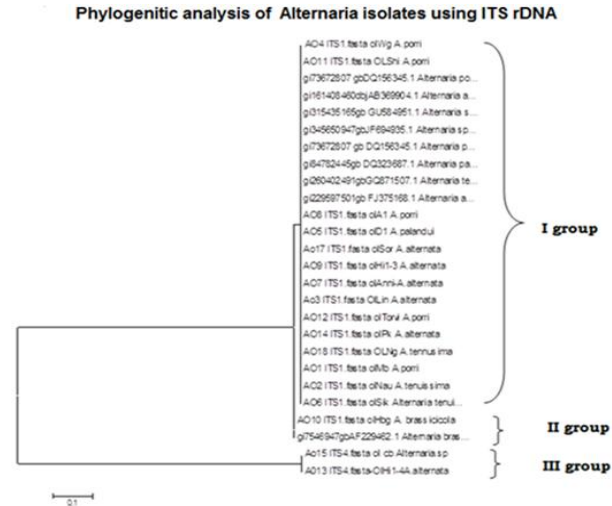 Phylogenitic analysis of Alternaria isolates using ITS rDNA
AO4 ITS1.fasta olWg A.porri
AO11 ITS1.fasta OLShi A.porri
gi73672807 gbDQ156345.1 Alternaria po...
gi161408460dbjAB369904.1 Alternaria a...
gi315435165gb GU584951.1 Alternaria s...
gi345650947gbJF694935.1 Alternaria sp...
gi73672807 gb DQ156345.1 Alternaria p...
gi84782445gb DQ323687.1 Alternaria pa...
gi260402491gbGQ871507.1 Alternaria te...
gi229597501gb FJ375168.1 Alternaria a...
AO8 ITS1.fasta olA1 A.porri
AO5 ITS1.fasta olD1 A.palandui
Ao17 ITS1.fasta olSor A.alternata
AO9 ITS1.fasta olHi1-3 A.alternata
AO7 ITS1.fasta olAnni-A.alternata
Ao3 ITS1.fasta OlLin A.alternata
AO12 ITS1.fasta olTorvi A.porri
AO14 ITS1.fasta olPk A.alternata
AO18 ITS1.fasta OLNg A.tennusima
AO1 ITS1.fasta olMb A.porri
AO2 ITS1.fasta olNau A.tenuissima
AO6 ITS1.fasta olSik Alternaria tenui...
I group
AO10 ITS1.fasta olHbg A. brassicicola
gi7546947gbAF229462.1 Alternaria bras...
II group
Ao15 ITS4.fasta ol cb Alternaria.sp
A013 ITS4.fasta-OlHi1-4A.alternata
III group
0.1